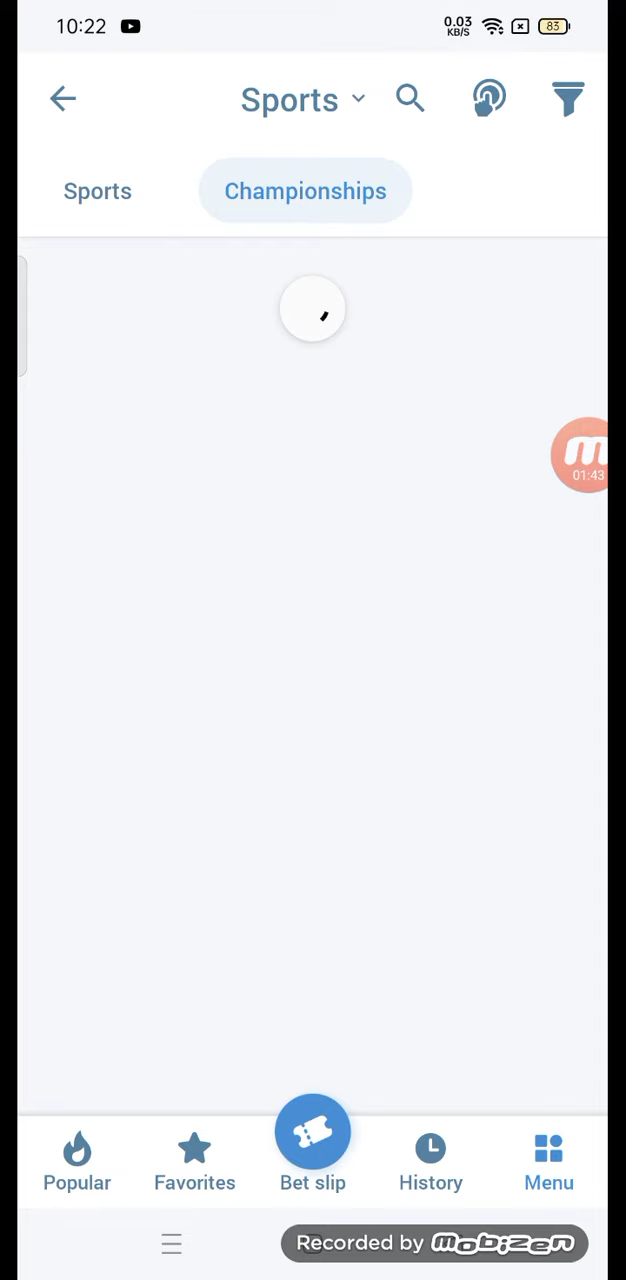 10:22
0.03
KB/S
83
Sports
Sports
Championships
m
01:43
Popular
Favorites
Bet slip
History
Menu
Recorded by mobizen